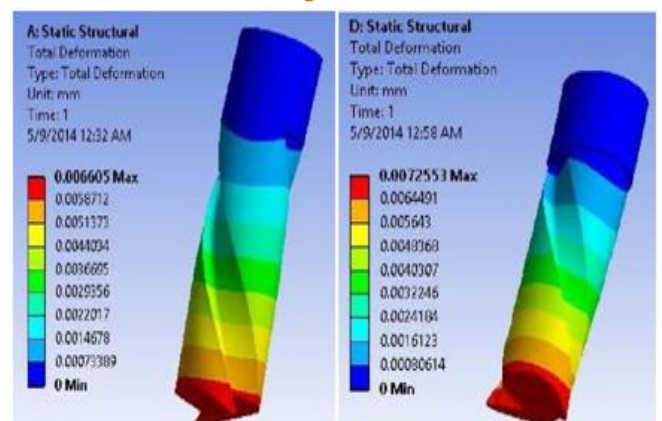 A: Static Structural
Total Deformation
Type: Total Deformation
Unit: mm
Time: 1
5/9/2014 12:32 AM
0.006605 Max
0.0058712
0.0051373
0.0044034
0.0036695
0.0029356
0.0022017
0.0014678
0.00073389
0 Min
D: Static Structural
Total Deformation
Type: Total Deformation
Unit: mm
Time: 1
5/9/2014 12:58 AM
0.0072553 Max
0.0064491
0.005643
0.0048368
0.0040307
0.0032246
0.0024184
0.0016123
0.00080614
0 Min